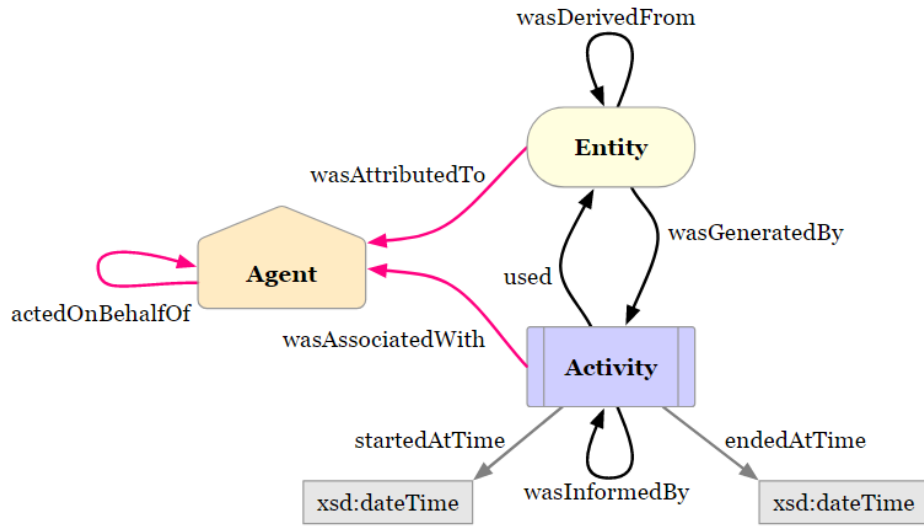 wasDerivedFrom
Entity
wasAttributedTo
wasGeneratedBy
Agent
used
actedOnBehalfOf
wasAssociatedWith
Activity
startedAtTime
endedAtTime
wasInformedBy
xsd:dateTime
xsd:dateTime